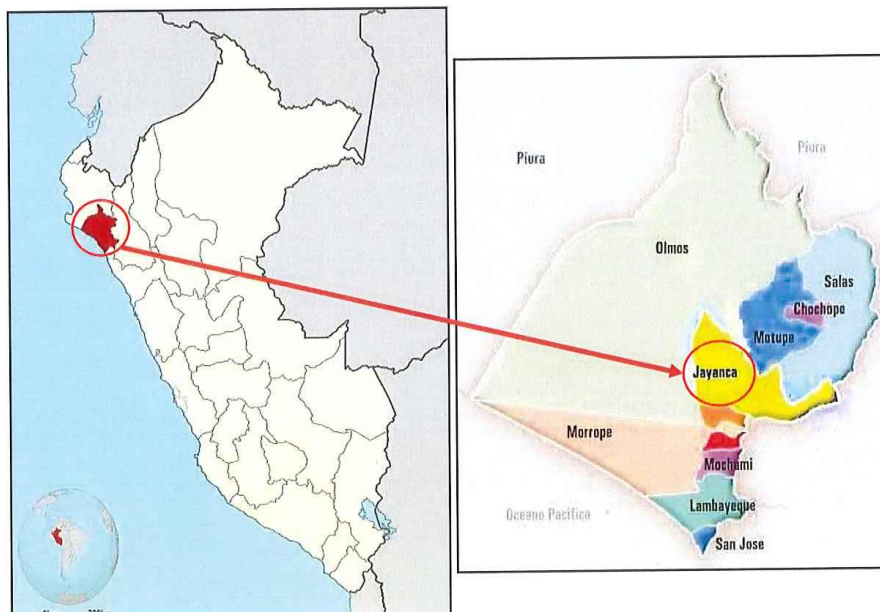 Piura
Piura
Olmos
Salas
Chochope
Motupe
Jayanca
Morrope
Mochumi
Lambayeque
Oceano Pacifico
San Jose